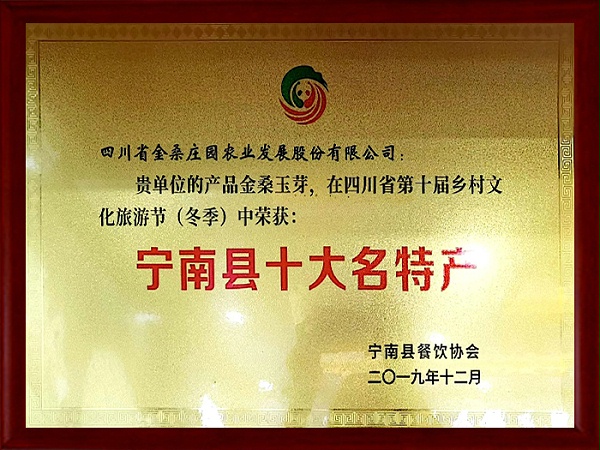 四川省金桑庄园农业发展股份有限公司：
贵单位的产品金桑玉芽，在四川省第十届乡村文
化旅游节（冬季）中荣获：
宁南县十大名特产
宁南县餐饮协会
二〇一九年十二月